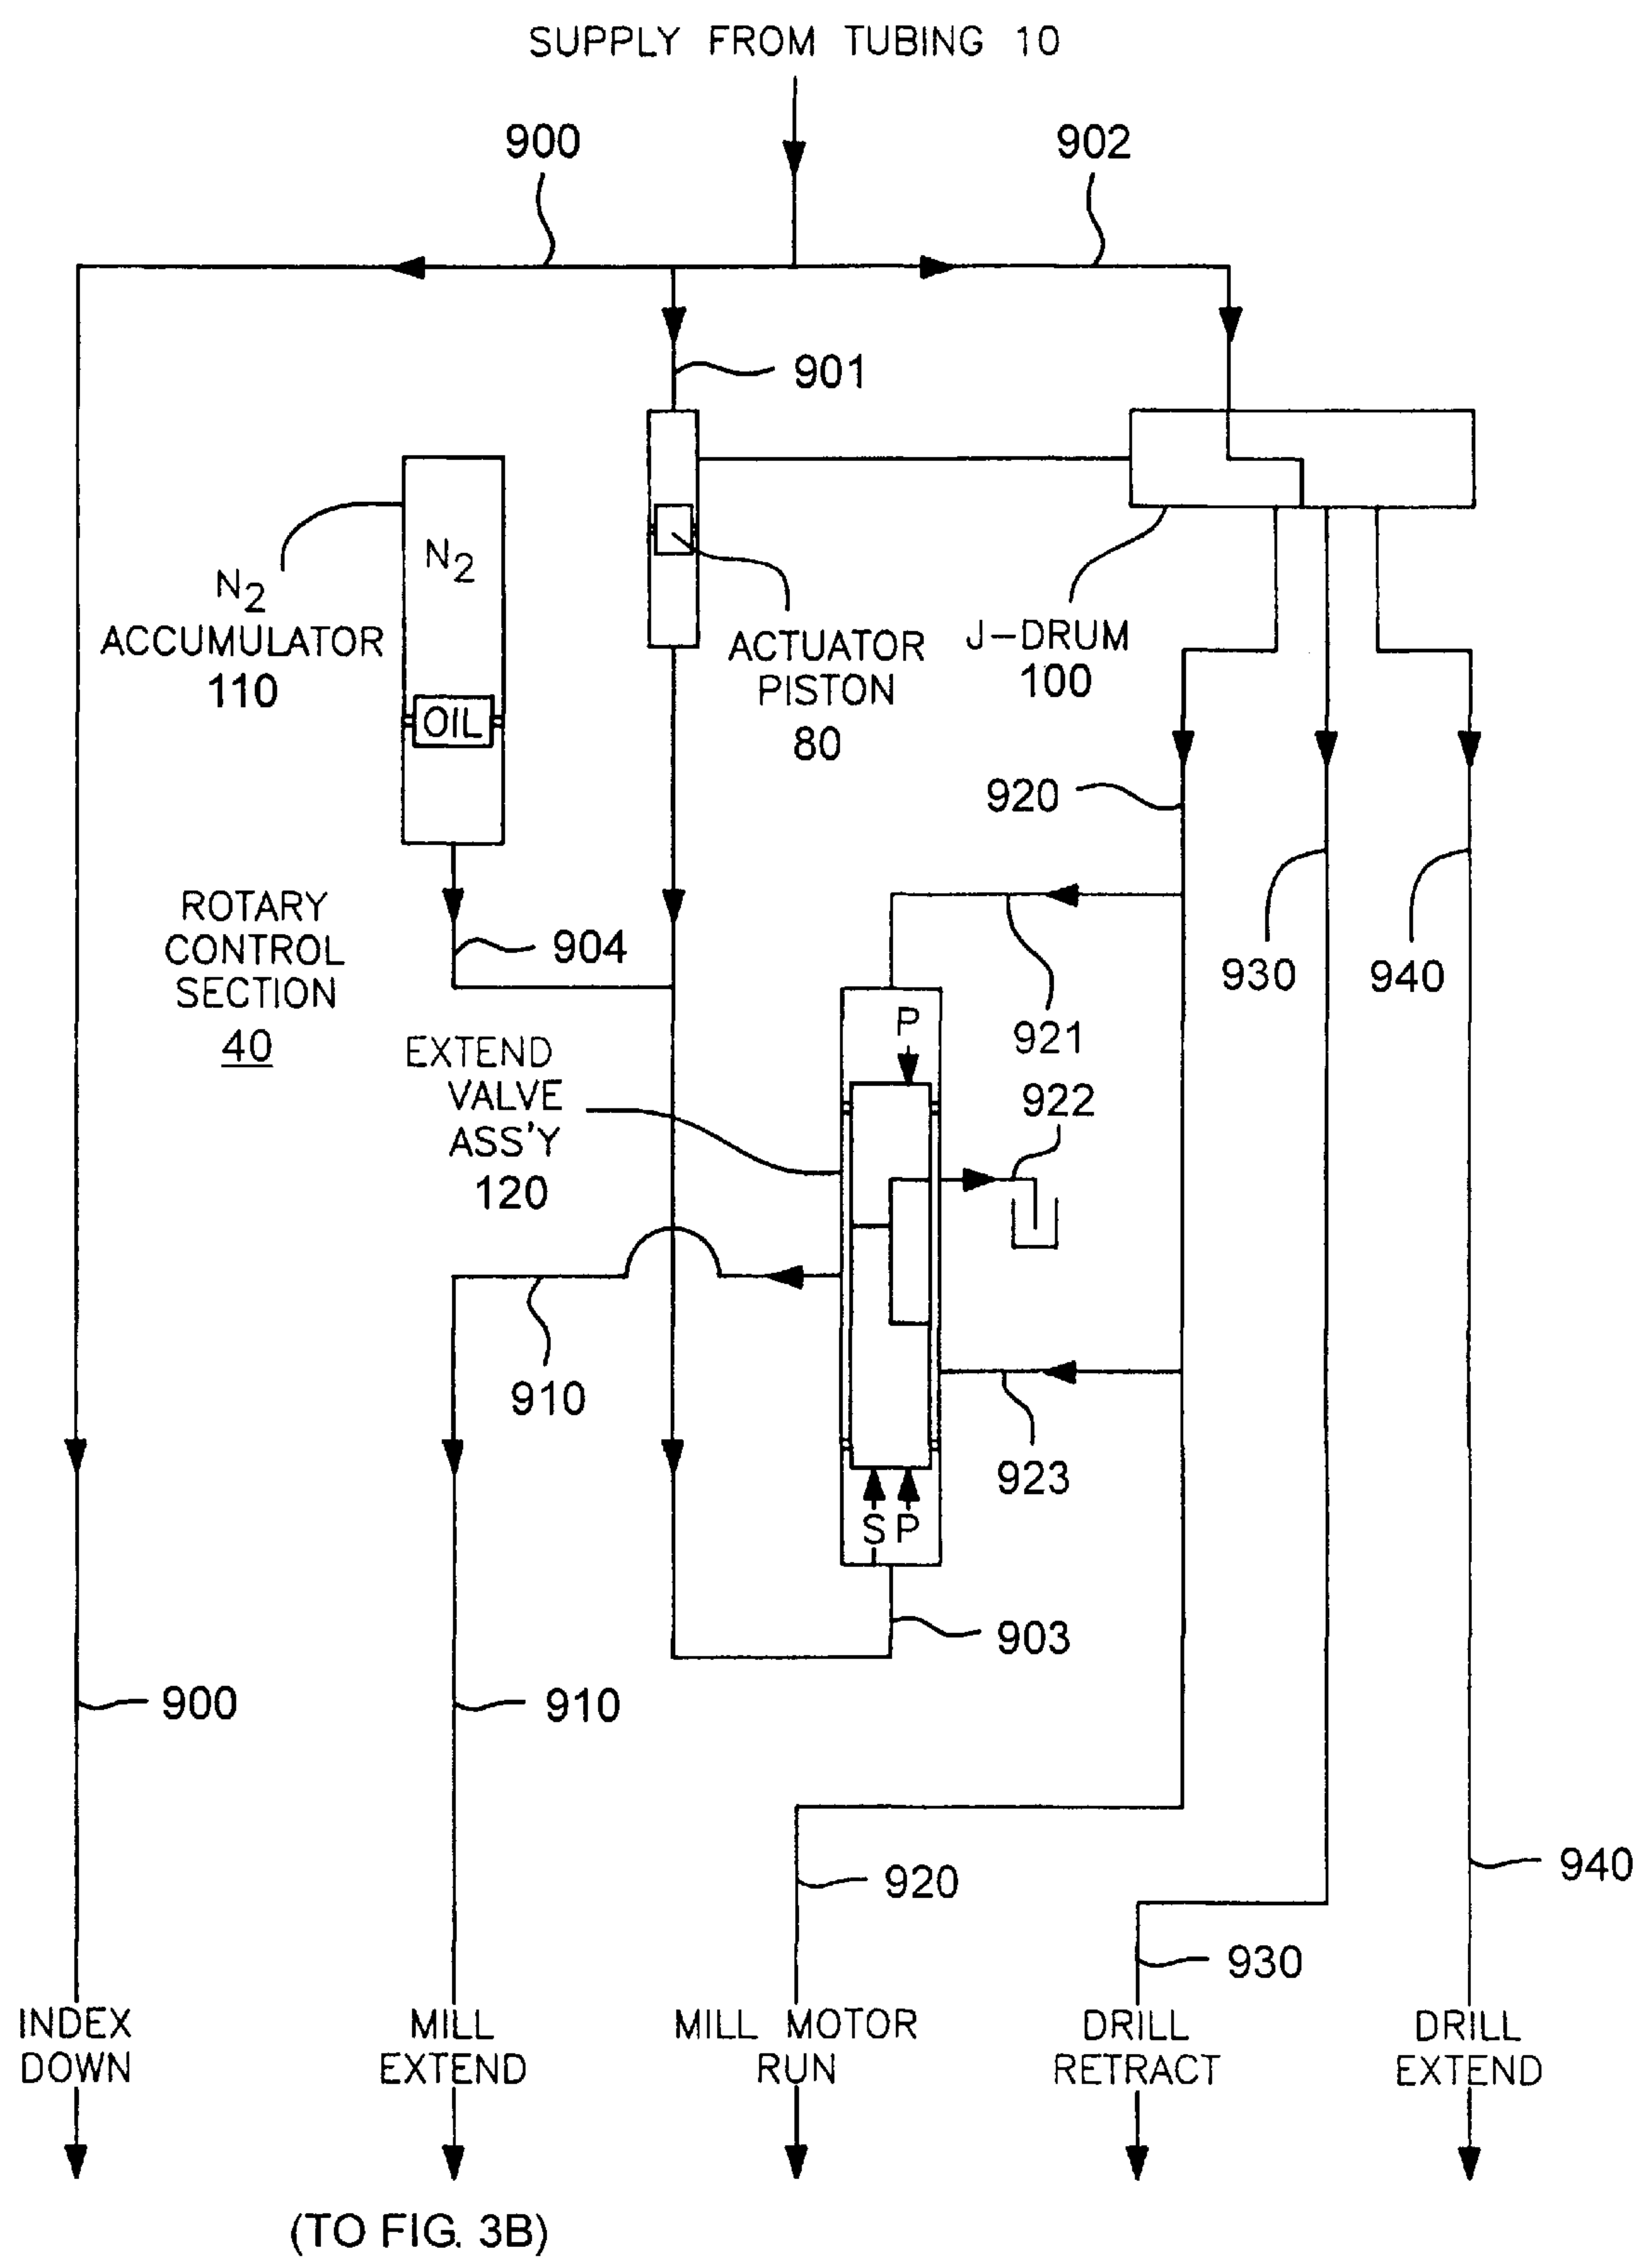 SUPPLY FROM TUBING 10
900
902
901
N2
N2
ACCUMULATOR
110
OIL
ACTUATOR
PISTON
80
J-DRUM
100
920
930
940
ROTARY
CONTROL
SECTION
40
904
921
P
922
EXTEND
VALVE
ASS'Y
120
910
923
S P
903
900
910
920
930
940
INDEX
DOWN
MILL
EXTEND
MILL MOTOR
RUN
DRILL
RETRACT
DRILL
EXTEND
(TO FIG. 3B)